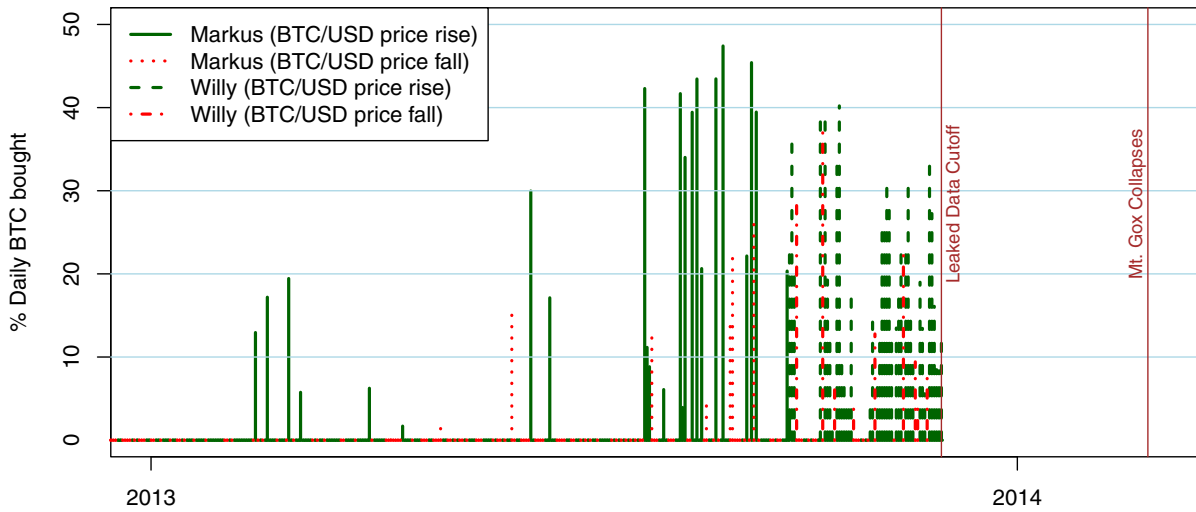 Markus (BTC/USD price rise)
Markus (BTC/USD price fall)
Willy (BTC/USD price rise)
Willy (BTC/USD price fall)
% Daily BTC bought
50
40
30
20
10
0
Leaked Data Cutoff
Mt. Gox Collapses
2013
2014